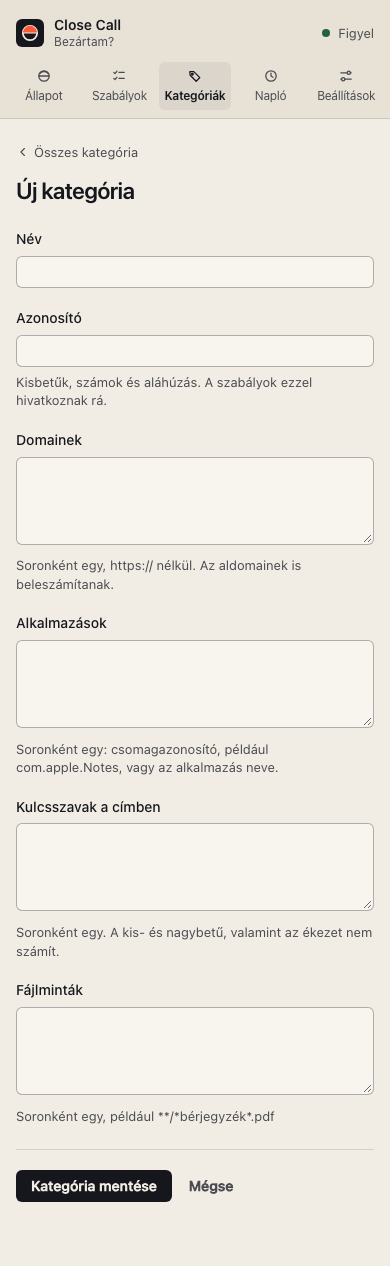 Close Call
Bezártam?
Figyel
Állapot
Szabályok
Kategóriák
Napló
Beállítások
Összes kategória
Új kategória
Név
Azonosító
Kisbetűk, számok és aláhúzás. A szabályok ezzel
hivatkoznak rá.
Domainek
Soronként egy, https:// nélkül. Az aldomainek is
beleszámítanak.
Alkalmazások
Soronként egy: csomagazonosító, például
com.apple.Notes, vagy az alkalmazás neve.
Kulcsszavak a címben
Soronként egy. A kis- és nagybetű, valamint az ékezet nem
számít.
Fájlminták
Soronként egy, például **/*bérjegyzék*.pdf
Kategória mentése
Mégse